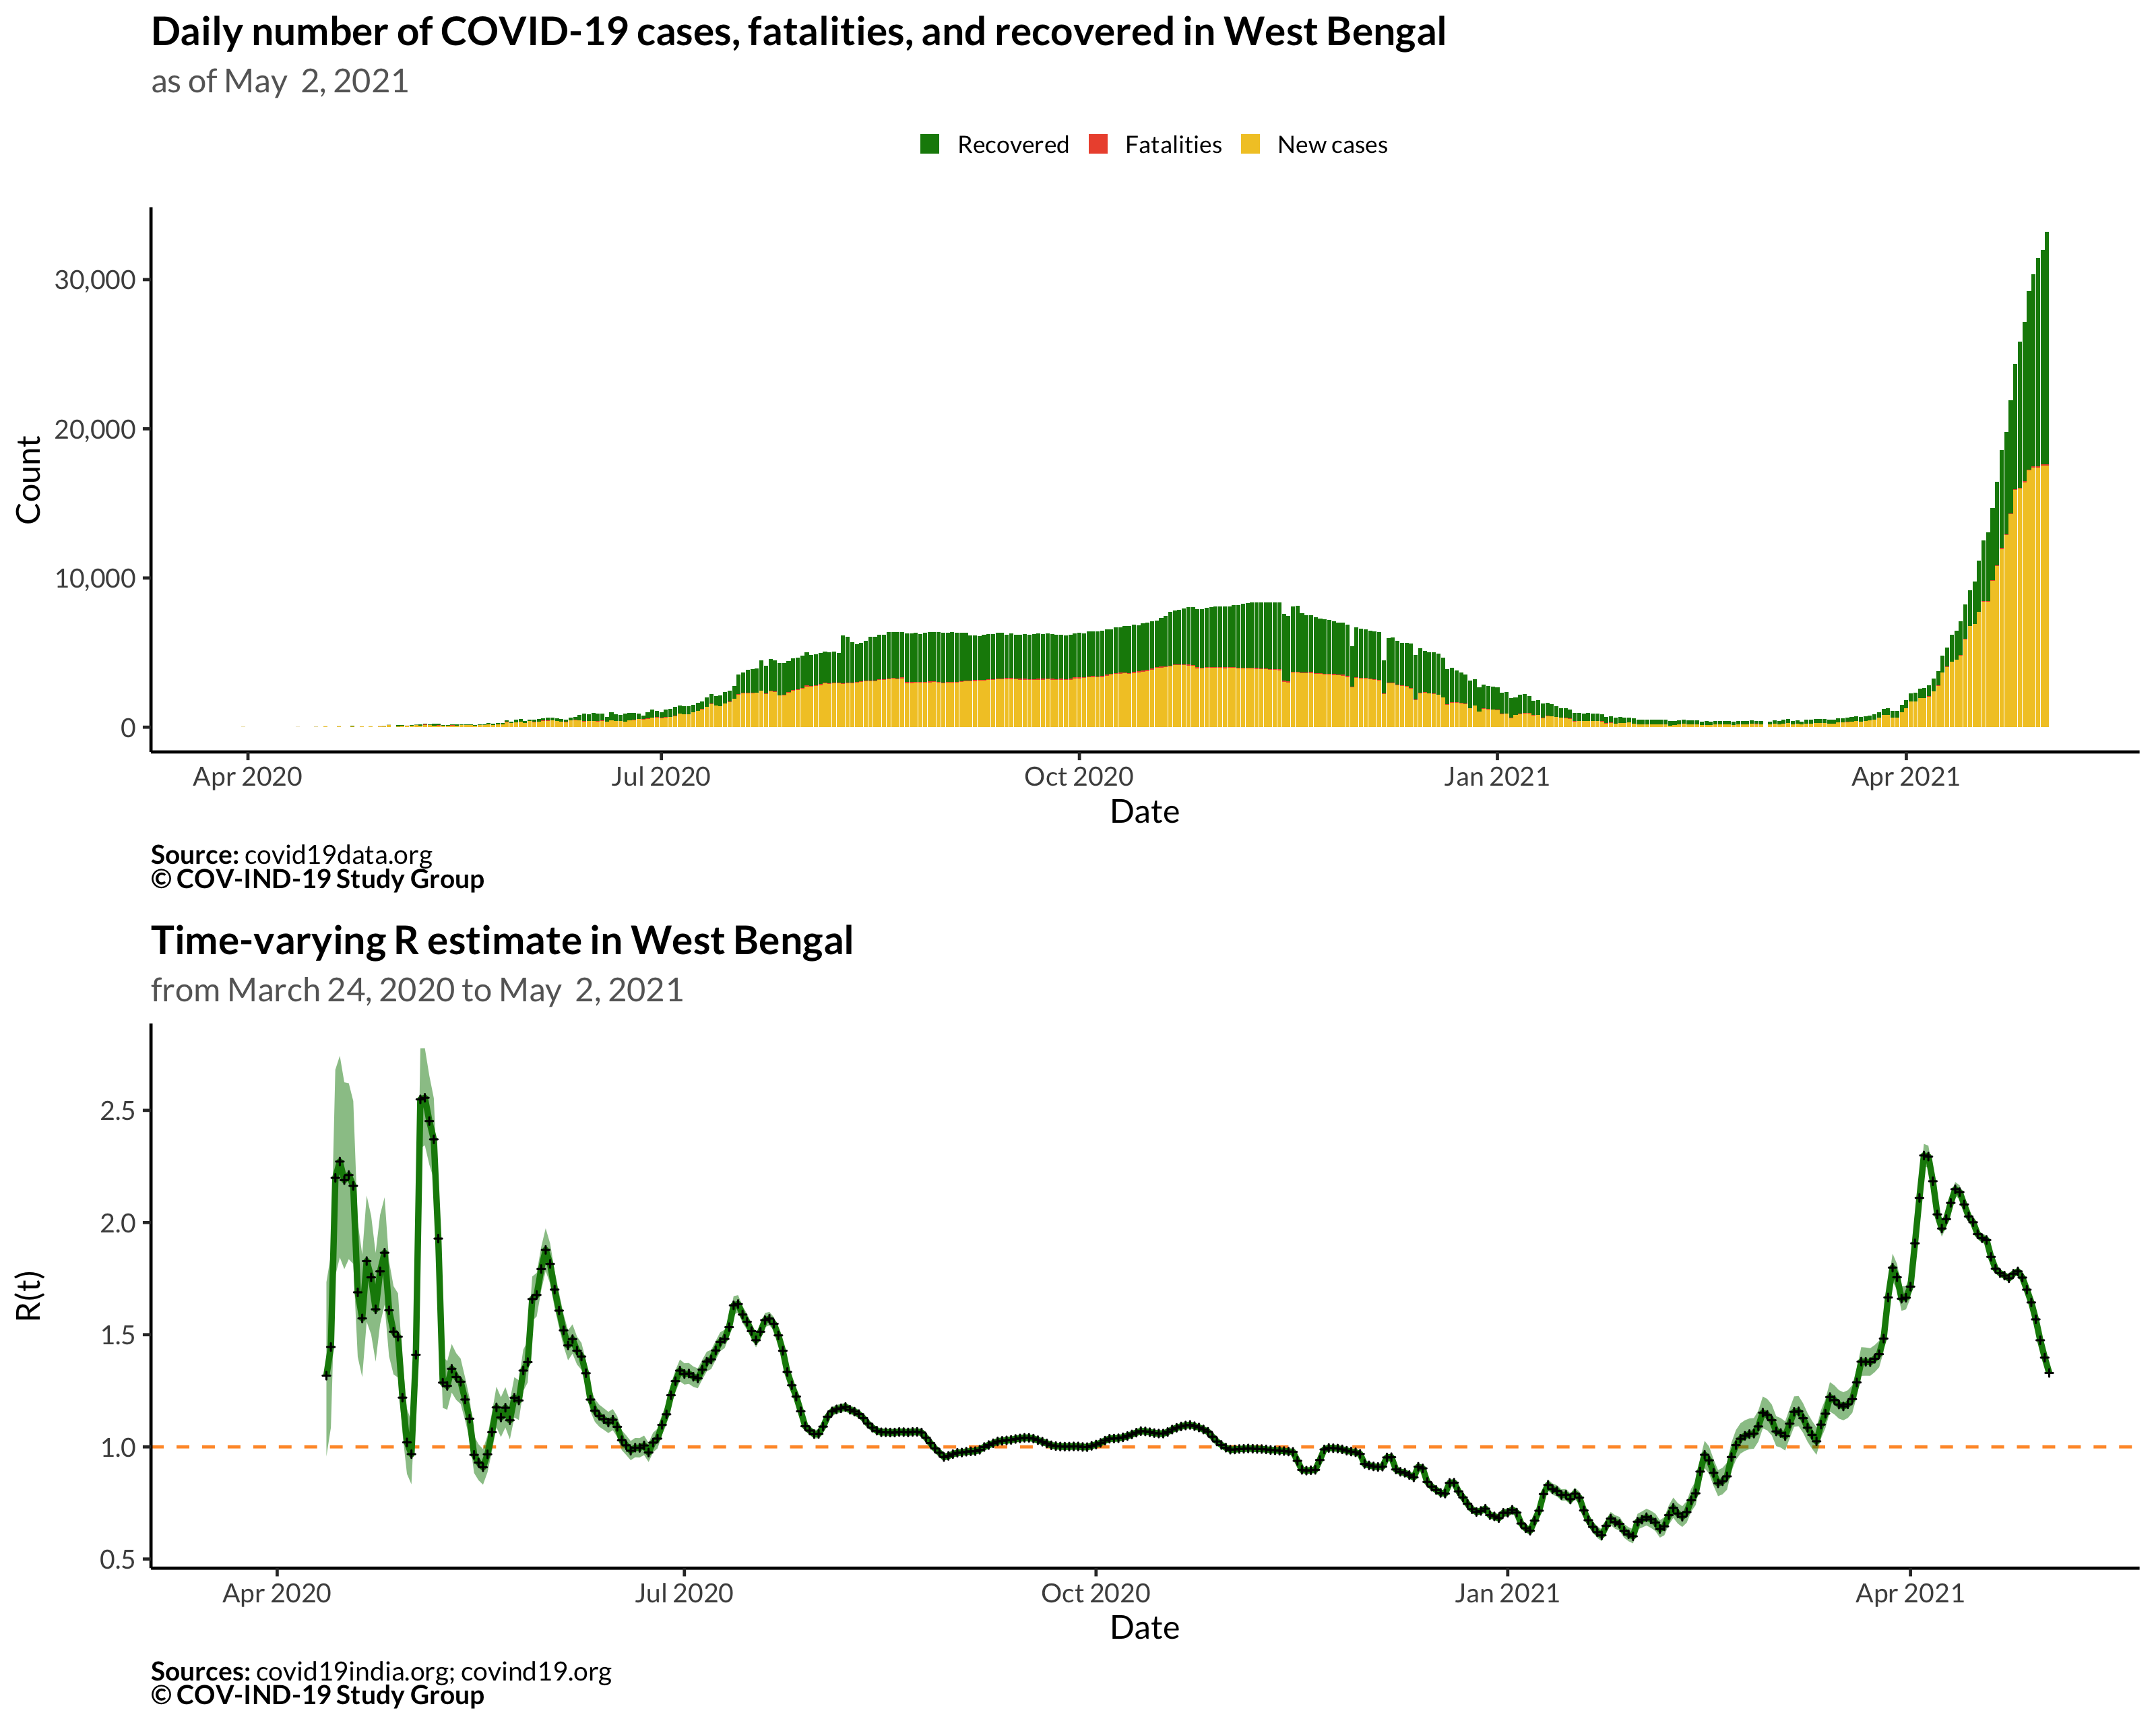 Daily number of COVID-19 cases, fatalities, and recovered in West Bengal
as of May  2, 2021
Recovered Fatalities New cases
Count
30,000
20,000
10,000
0
Apr 2020 Jul 2020 Oct 2020 Jan 2021 Apr 2021
Date
Source: covid19data.org
© COV-IND-19 Study Group
Time-varying R estimate in West Bengal
from March 24, 2020 to May  2, 2021
R(t)
2.5
2.0
1.5
1.0
0.5
Apr 2020 Jul 2020 Oct 2020 Jan 2021 Apr 2021
Date
Sources: covid19india.org; covind19.org
© COV-IND-19 Study Group